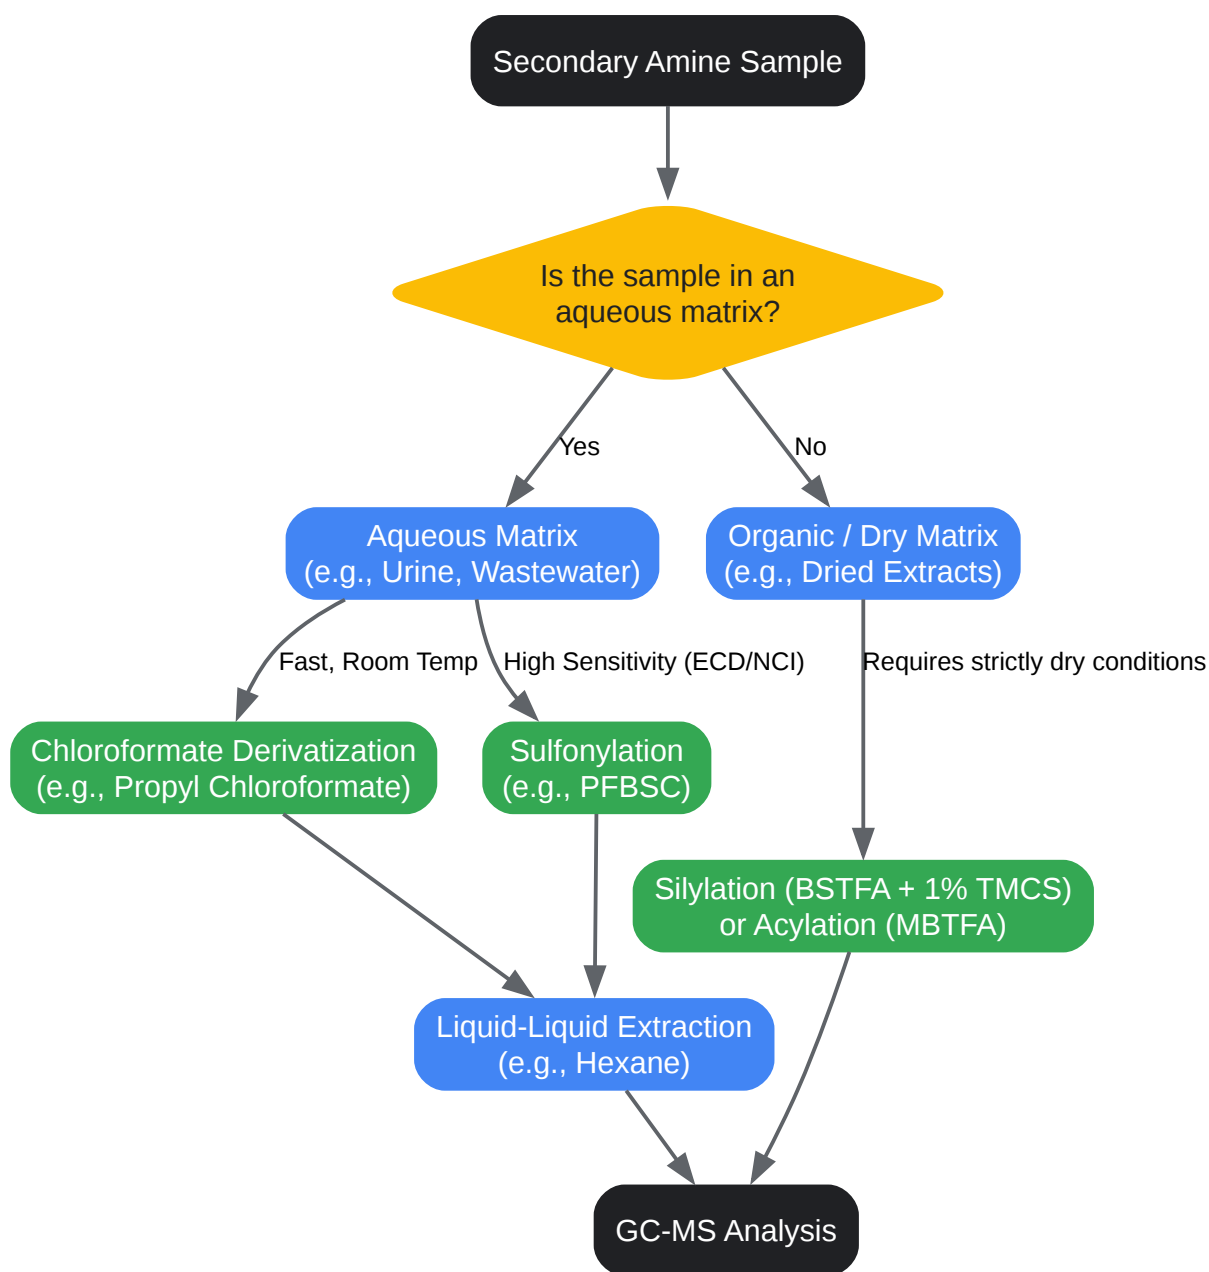 Secondary Amine Sample
Is the sample in an
aqueous matrix?
Yes
No
Aqueous Matrix
(e.g., Urine, Wastewater)
Organic / Dry Matrix
(e.g., Dried Extracts)
Fast, Room Temp
High Sensitivity (ECD/NCI)
Requires strictly dry conditions
Chloroformate Derivatization
(e.g., Propyl Chloroformate)
Sulfonylation
(e.g., PFBSC)
Silylation (BSTFA + 1% TMCS)
or Acylation (MBTFA)
Liquid-Liquid Extraction
(e.g., Hexane)
GC-MS Analysis